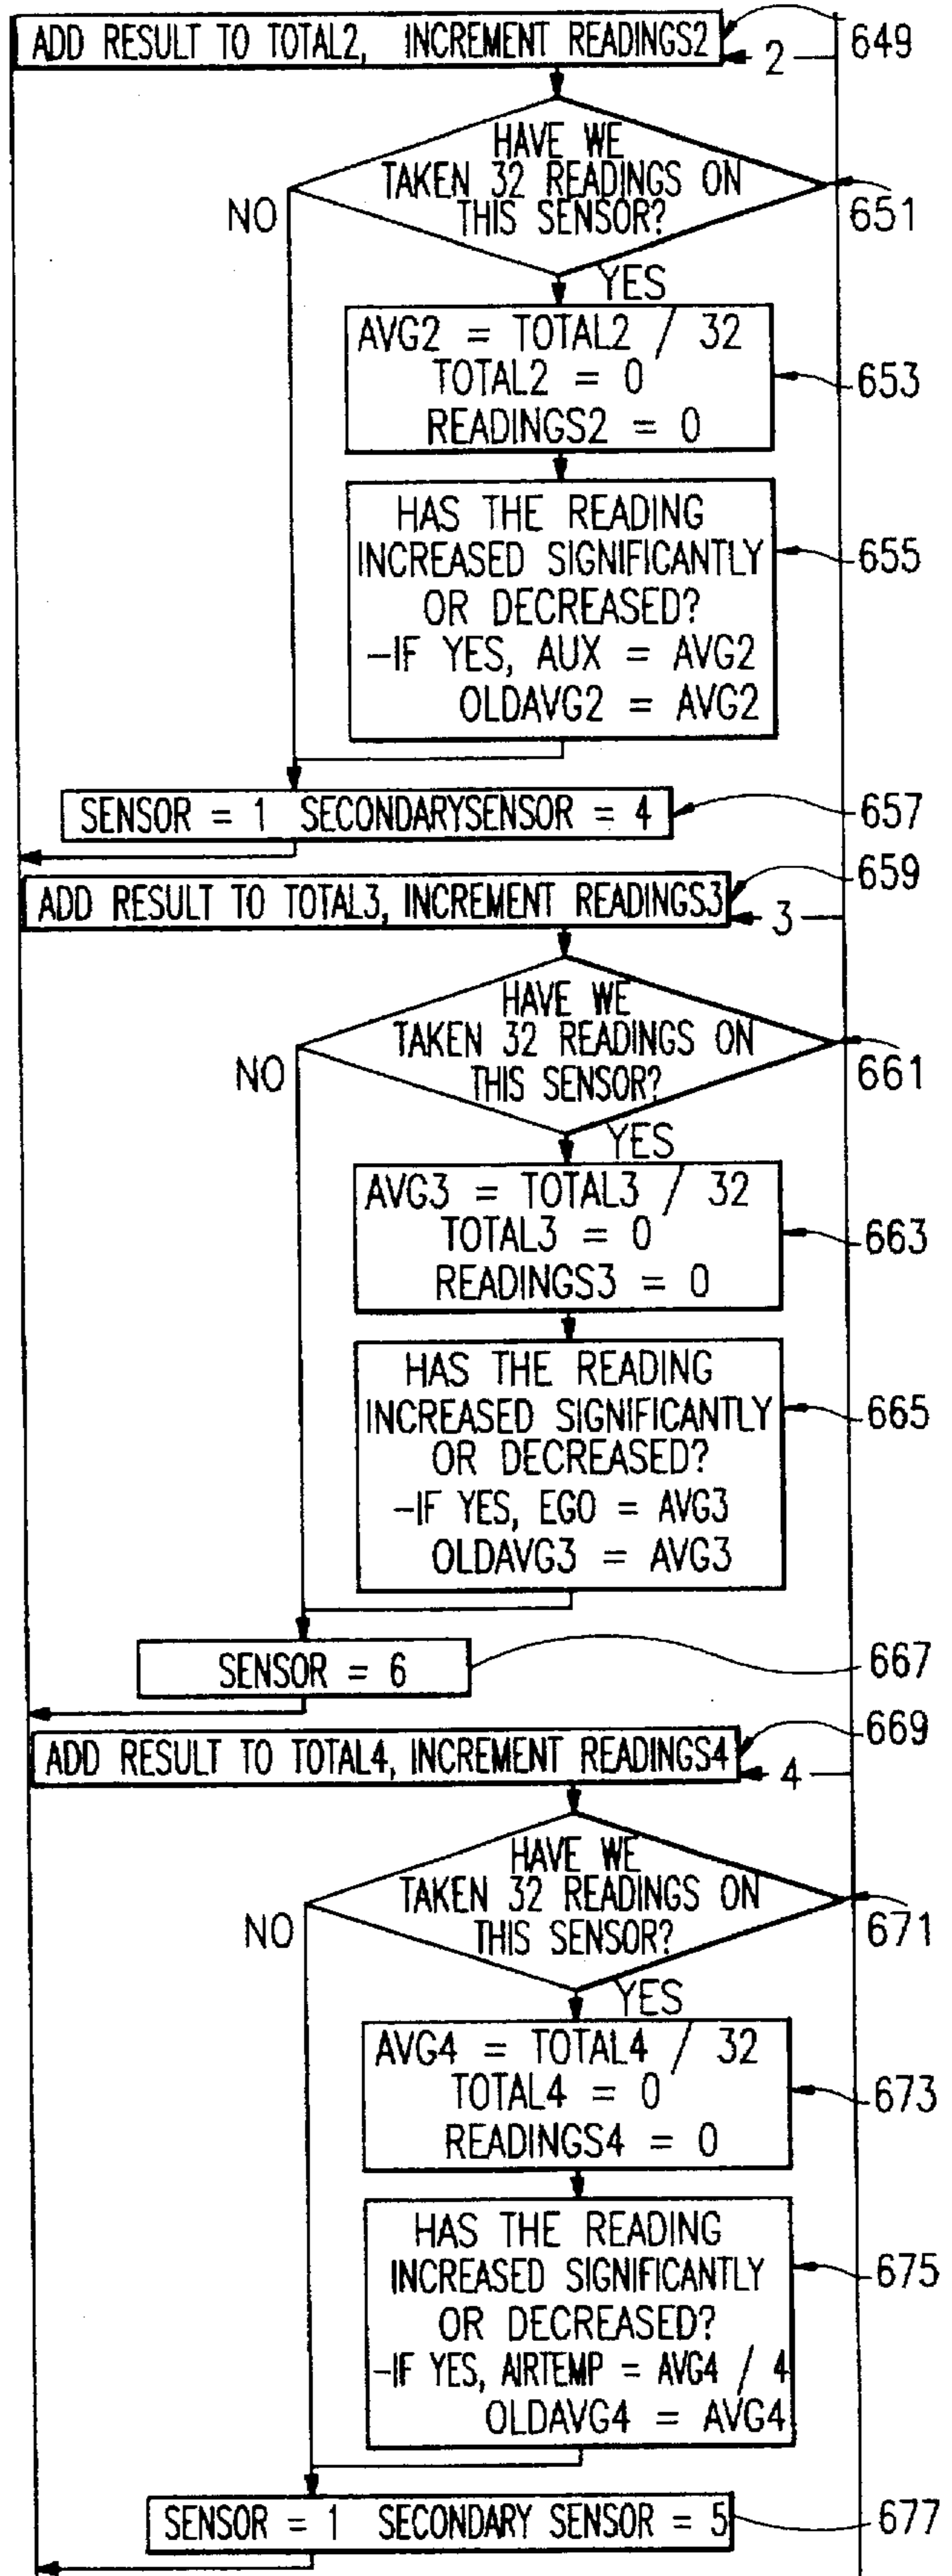 ADD RESULT TO TOTAL2, INCREMENT READINGS2
649
2
HAVE WE
TAKEN 32 READINGS ON
THIS SENSOR?
651
NO
YES
AVG2 = TOTAL2 / 32
TOTAL2 = 0
READINGS2 = 0
653
HAS THE READING
INCREASED SIGNIFICANTLY
OR DECREASED?
-IF YES, AUX = AVG2
OLDAVG2 = AVG2
655
SENSOR = 1 SECONDARYSENSOR = 4
657
659
ADD RESULT TO TOTAL3, INCREMENT READINGS3
3
HAVE WE
TAKEN 32 READINGS ON
THIS SENSOR?
661
NO
YES
AVG3 = TOTAL3 / 32
TOTAL3 = 0
READINGS3 = 0
663
HAS THE READING
INCREASED SIGNIFICANTLY
OR DECREASED?
-IF YES, EGO = AVG3
OLDAVG3 = AVG3
665
SENSOR = 6
667
669
ADD RESULT TO TOTAL4, INCREMENT READINGS4
4
HAVE WE
TAKEN 32 READINGS ON
THIS SENSOR?
671
NO
YES
AVG4 = TOTAL4 / 32
TOTAL4 = 0
READINGS4 = 0
673
HAS THE READING
INCREASED SIGNIFICANTLY
OR DECREASED?
-IF YES, AIRTEMP = AVG4 / 4
OLDAVG4 = AVG4
675
SENSOR = 1 SECONDARY SENSOR = 5
677